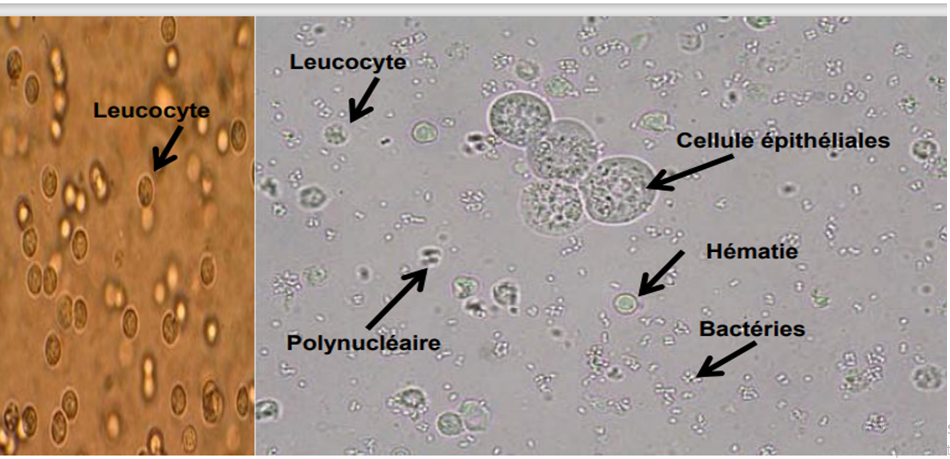 Leucocyte
Leucocyte
Cellule épithéliales
Hématie
Polynucléaire
Bactéries